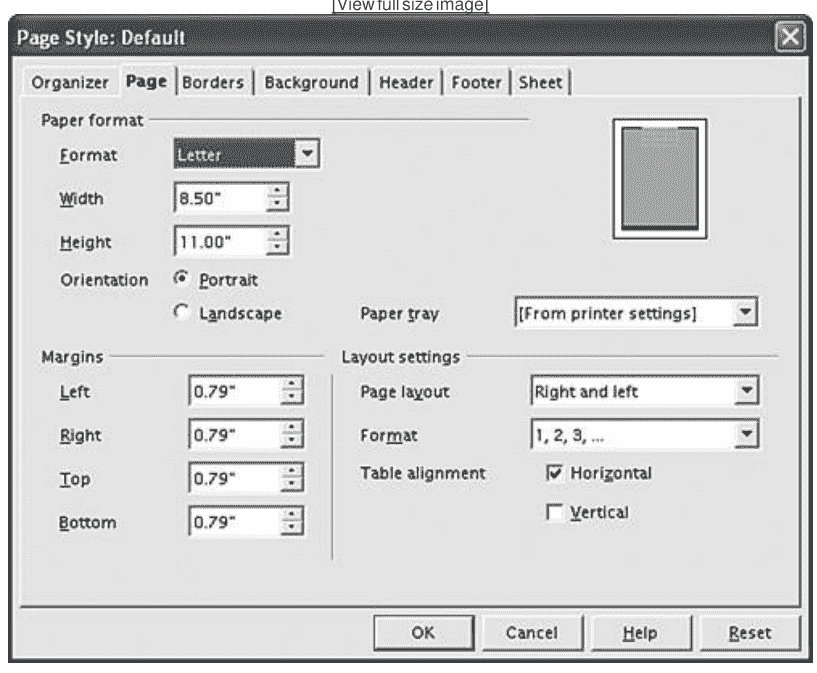 [View full size image]
Page Style: Default
Organizer Page Borders Background Header Footer Sheet
Paper format
Format Letter
Width 8.50"
Height 11.00"
Orientation Portrait
Landscape Paper tray [From printer settings]
Margins Layout settings
Left 0.79" Page layout Right and left
Right 0.79" Format 1, 2, 3, ...
Top 0.79" Table alignment Horizontal
Bottom 0.79" Vertical
OK Cancel Help Reset